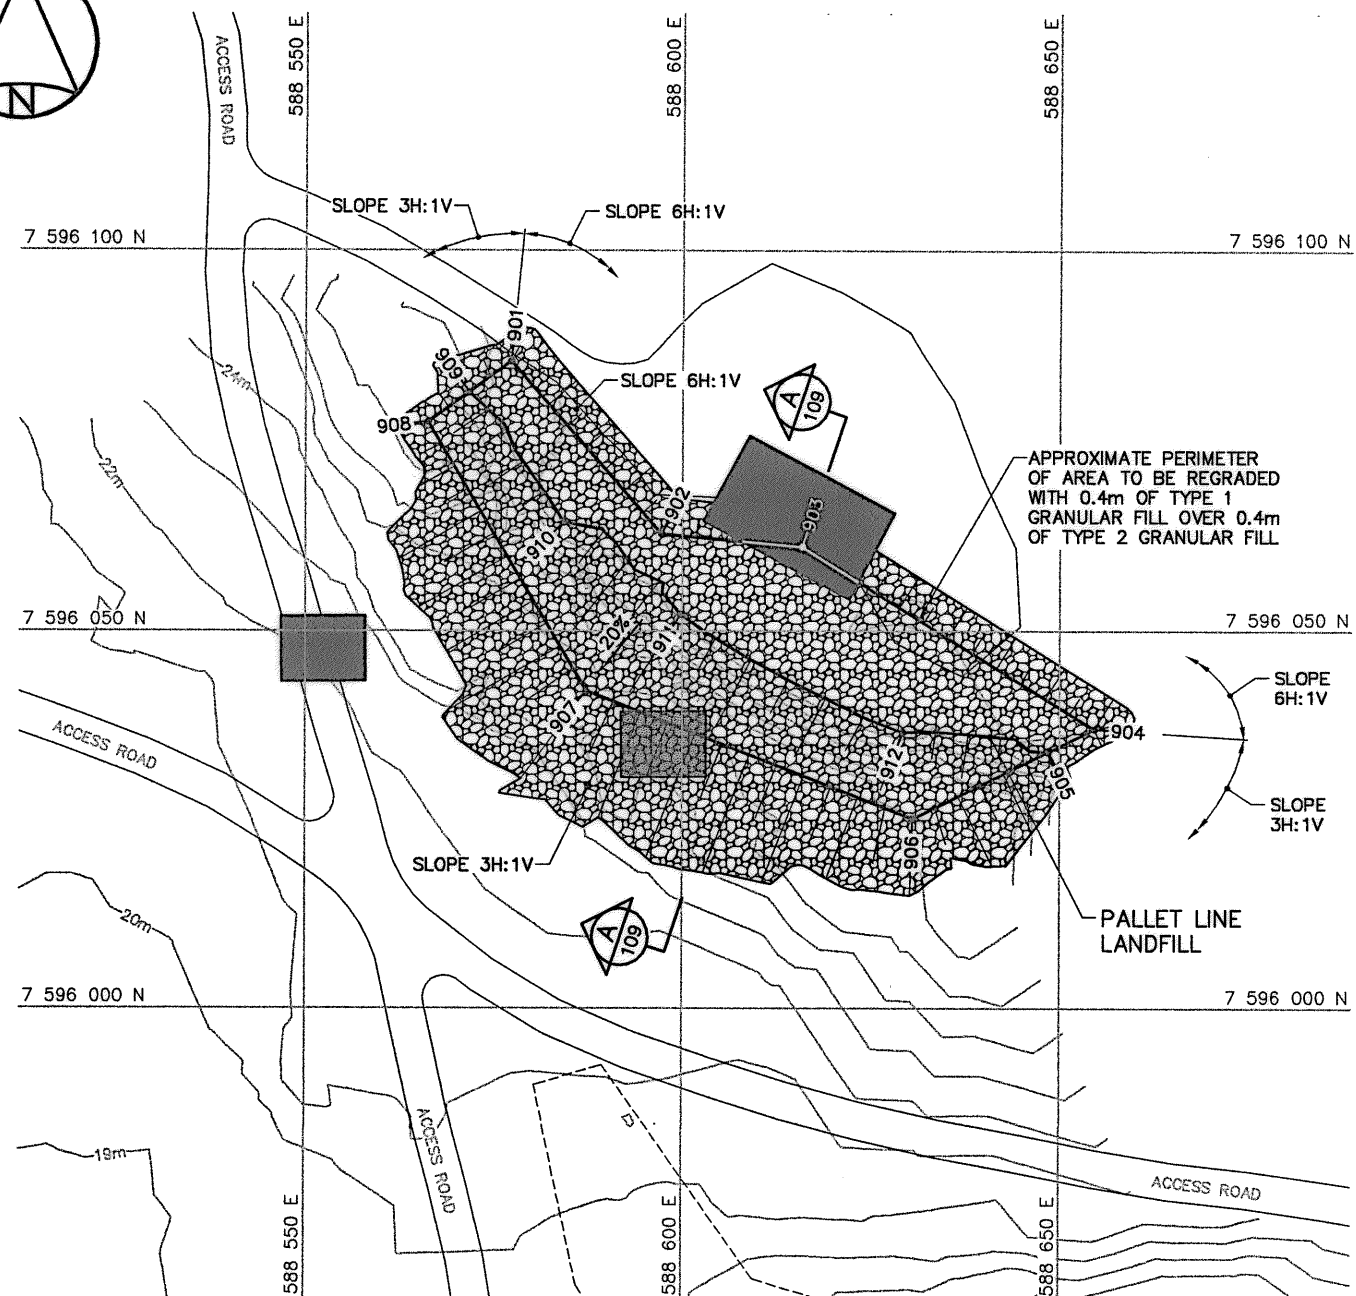 N
ACCESS ROAD
588 550 E
588 600 E
588 650 E
SLOPE 3H:1V
SLOPE 6H:1V
7 596 100 N
7 596 100 N
901
909
SLOPE 6H:1V
24m
A
109
908
APPROXIMATE PERIMETER
OF AREA TO BE REGRADED
WITH 0.4m OF TYPE 1
GRANULAR FILL OVER 0.4m
OF TYPE 2 GRANULAR FILL
22m
902
903
910
7 596 050 N
7 596 050 N
20%
911
SLOPE
6H:1V
907
ACCESS ROAD
904
912
905
SLOPE
3H:1V
906
SLOPE 3H:1V
20m
A
109
PALLET LINE
LANDFILL
7 596 000 N
7 596 000 N
19m
ACCESS ROAD
ACCESS ROAD
588 550 E
588 600 E
588 650 E